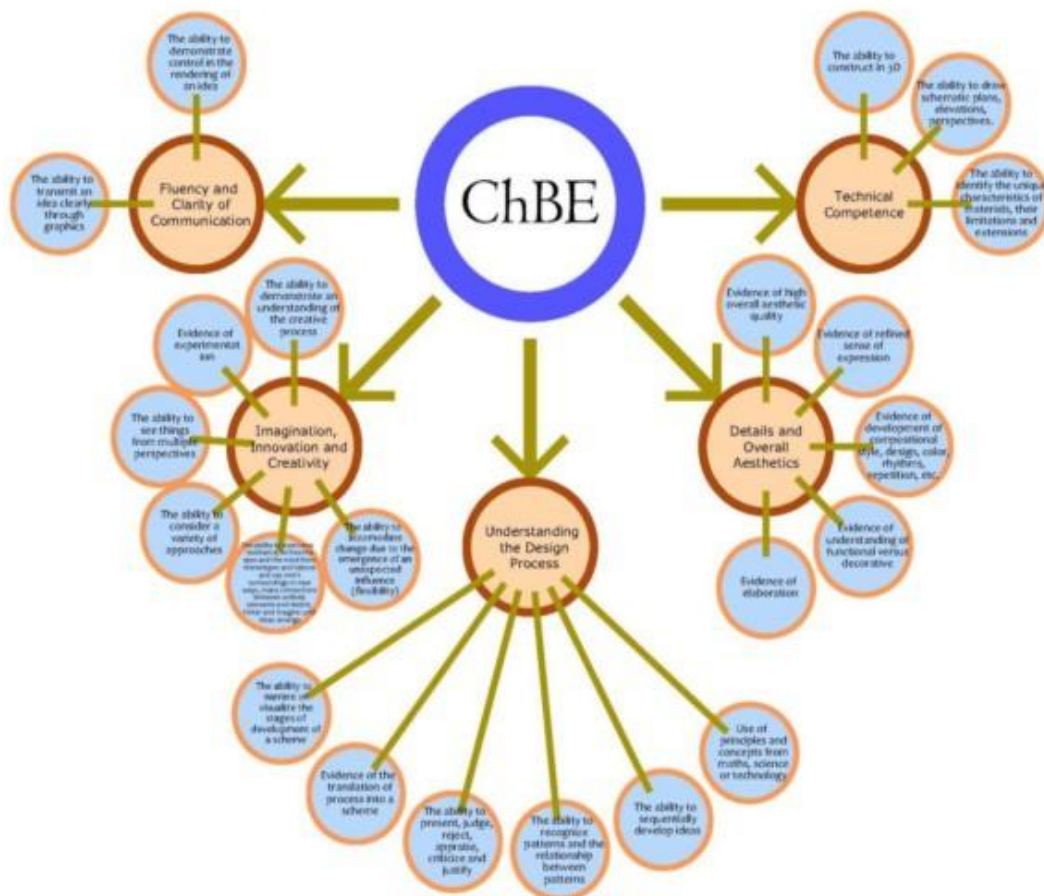 The ability to
demonstrate
control in the
rendering of
an idea
The ability to
transmit an
idea clearly
through
graphics
Fluency and
Clarity of
Communication
ChBE
The ability to
construct in 3D
The ability to draw
schematic plans,
elevations,
perspectives.
The ability to
identify the unique
characteristics of
materials, their
limitations and
extensions
Technical
Competence
The ability to
demonstrate an
understanding of
the creative
process
Evidence of
experimentat
ion
The ability to
see things
from multiple
perspectives
The ability to
consider a
variety of
approaches
The ability to
change due to the
emergence of an
unexpected
influence
(flexibility)
Imagination,
Innovation and
Creativity
Evidence of high
overall aesthetic
quality
Evidence of refined
sense of
expression
Evidence of
development of
compositional
style, design, color,
rhythms,
repetition, etc.
Evidence of
understanding of
functional versus
decorative
Evidence of
elaboration
Details and
Overall
Aesthetics
Understanding
the Design
Process
The ability to
visualize the
stages of
development of
a scheme
Evidence of the
translation of
process into a
scheme
The ability to
present, judge,
reject,
appraise,
criticize and
justify
The ability to
recognize
patterns and the
relationship
between
patterns
The ability to
sequentially
develop ideas
Use of
principles and
concepts from
maths, science
or technology